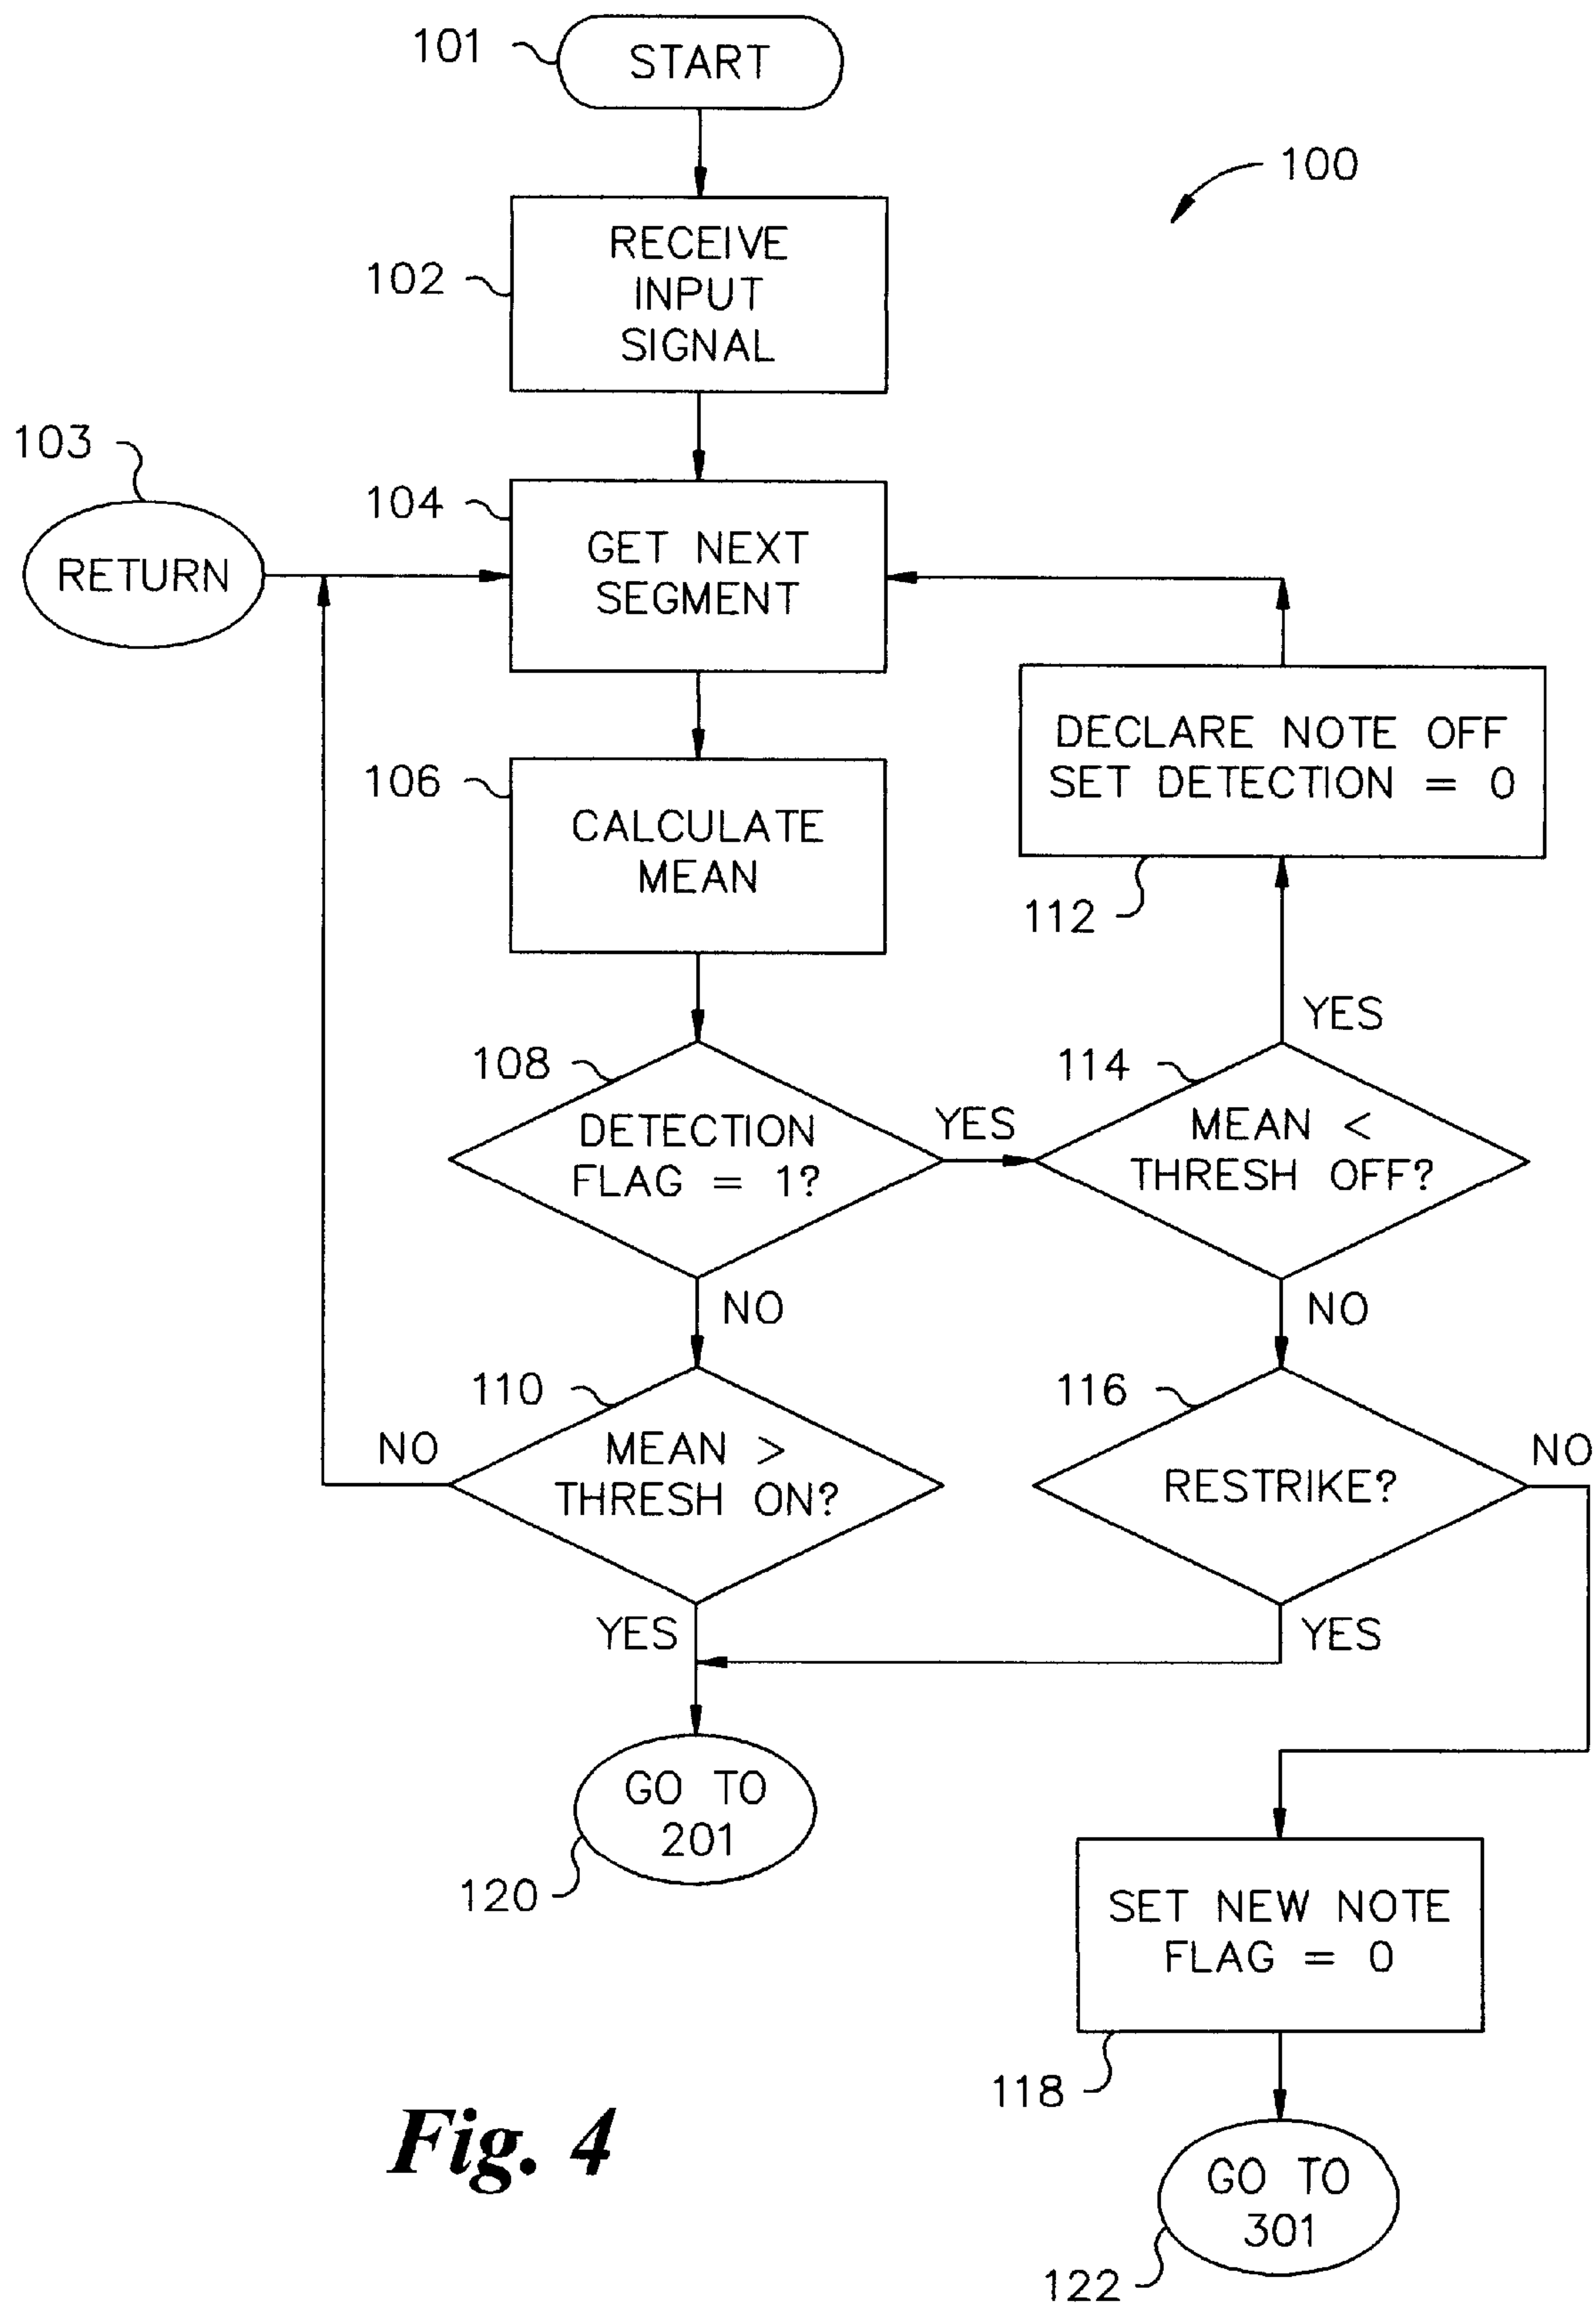 101
START
100
102
RECEIVE
INPUT
SIGNAL
103
RETURN
104
GET NEXT
SEGMENT
106
CALCULATE
MEAN
DECLARE NOTE OFF
SET DETECTION = 0
112
YES
108
DETECTION
FLAG = 1?
YES
114
MEAN <
THRESH OFF?
NO
NO
110
MEAN >
THRESH ON?
NO
116
RESTRIKE?
NO
YES
YES
GO TO
201
120
SET NEW NOTE
FLAG = 0
118
GO TO
301
122
Fig. 4